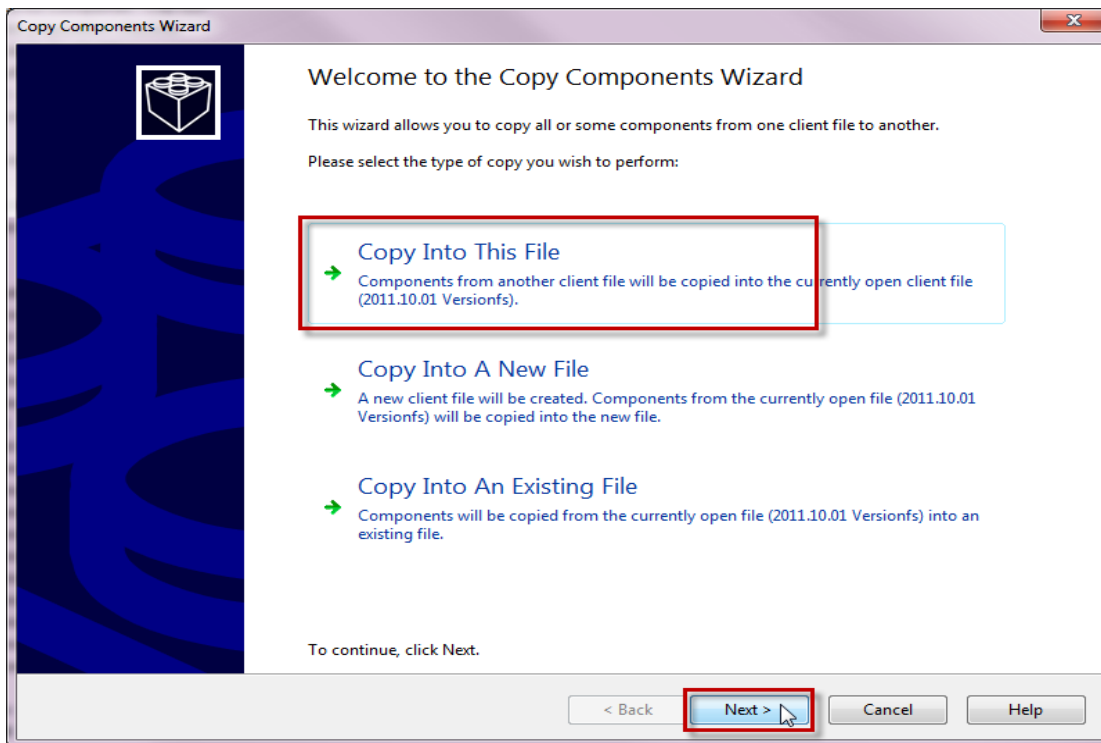 Copy Components Wizard
Welcome to the Copy Components Wizard
This wizard allows you to copy all or some components from one client file to another.
Please select the type of copy you wish to perform:
Copy Into This File
Components from another client file will be copied into the currently open client file
(2011.10.01 Versionfs).
Copy Into A New File
A new client file will be created. Components from the currently open file (2011.10.01
Versionfs) will be copied into the new file.
Copy Into An Existing File
Components will be copied from the currently open file (2011.10.01 Versionfs) into an
existing file.
To continue, click Next.
< Back Next > Cancel Help